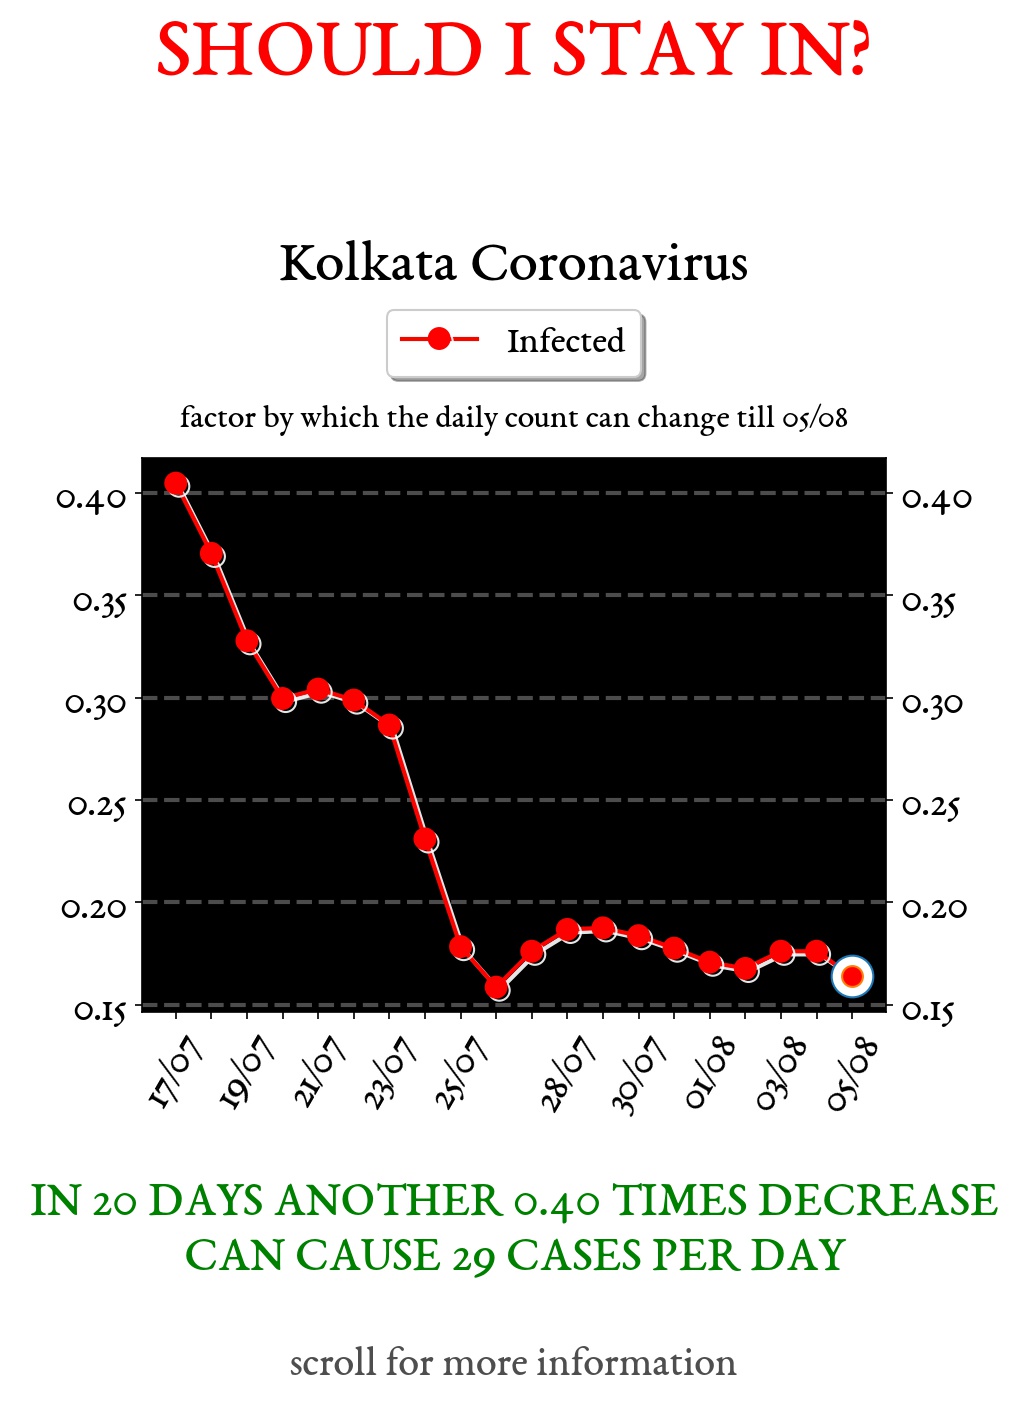 SHOULD I STAY IN?
Kolkata Coronavirus
Infected
factor by which the daily count can change till 05/08
0.40 0.40
0.35 0.35
0.30 0.30
0.25 0.25
0.20 0.20
0.15 0.15
17/07 19/07 21/07 23/07 25/07 28/07 30/07 01/08 03/08 05/08
IN 20 DAYS ANOTHER 0.40 TIMES DECREASE
CAN CAUSE 29 CASES PER DAY
scroll for more information